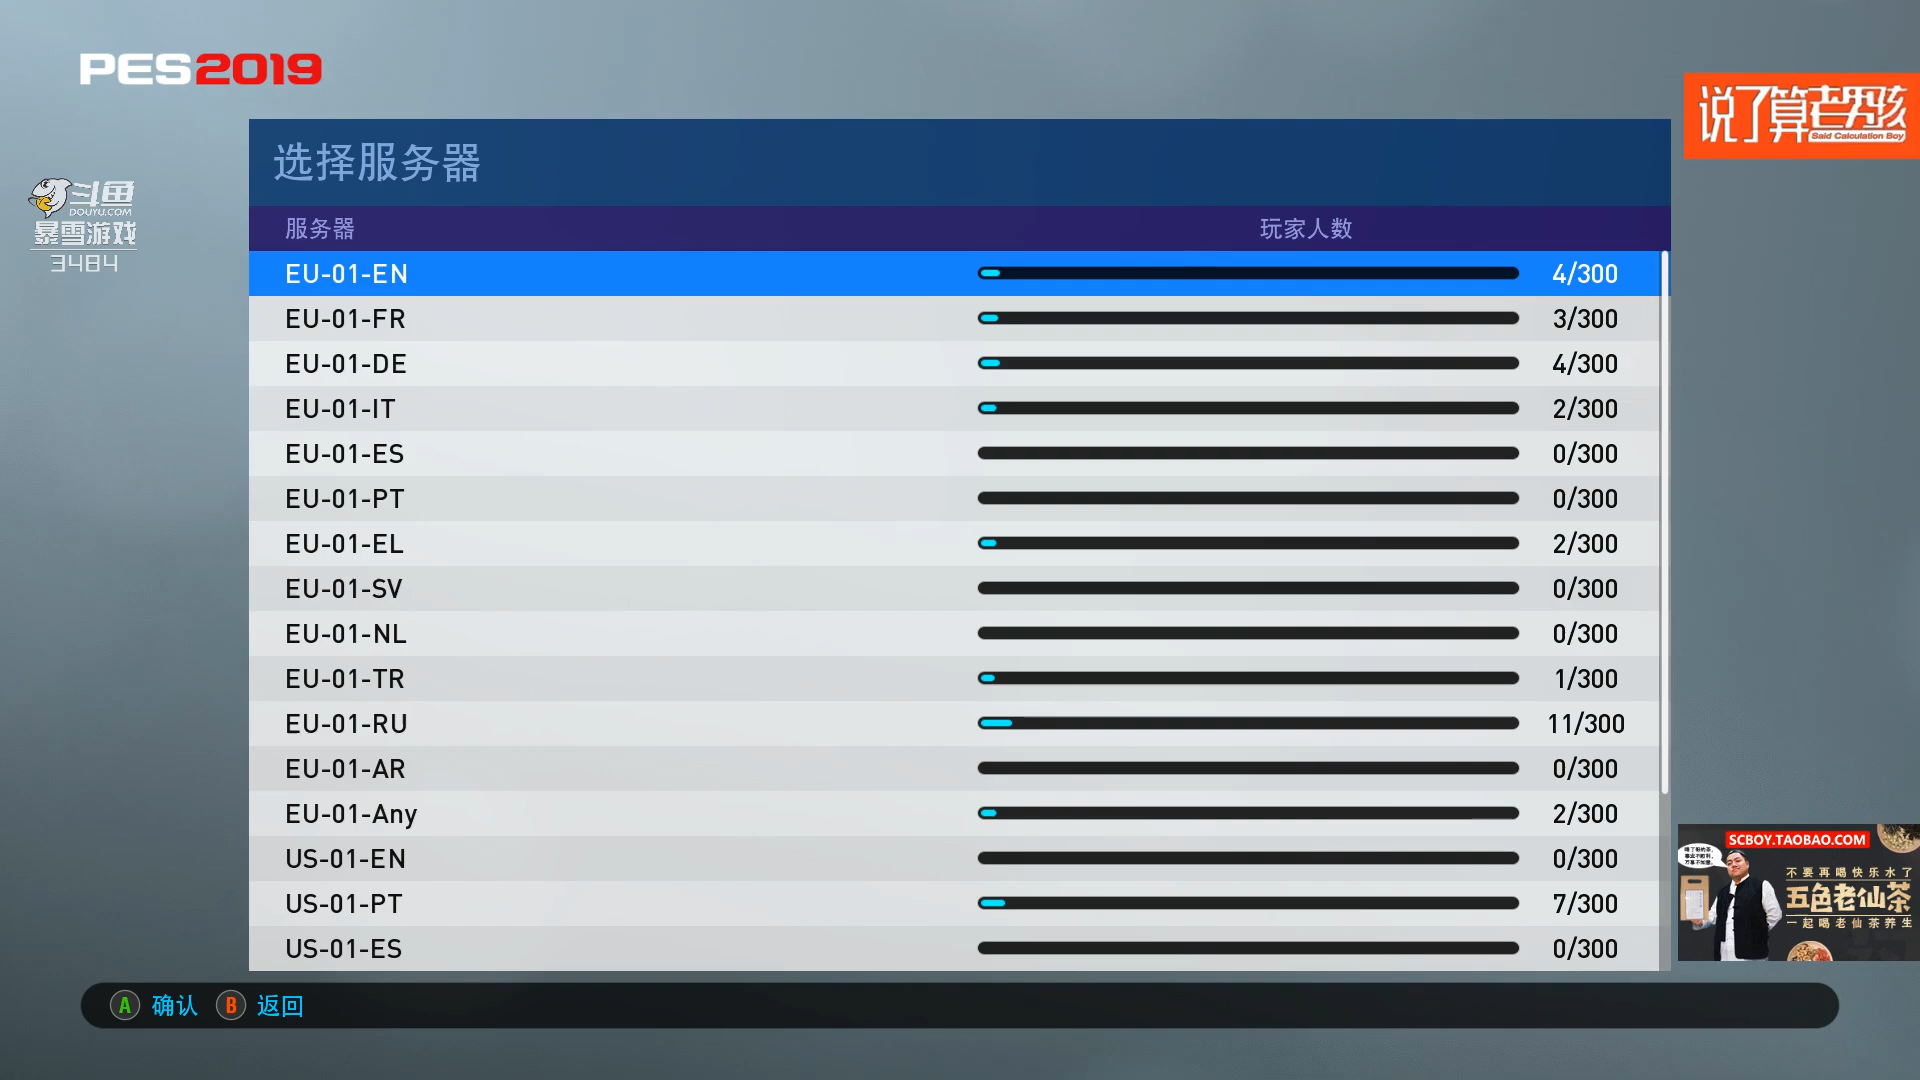 PES2019
说了算老男孩
Said Calculation Boy
选择服务器
斗鱼
DOUYU.COM
暴雪游戏
3484
服务器 玩家人数
EU-01-EN 4/300
EU-01-FR 3/300
EU-01-DE 4/300
EU-01-IT 2/300
EU-01-ES 0/300
EU-01-PT 0/300
EU-01-EL 2/300
EU-01-SV 0/300
EU-01-NL 0/300
EU-01-TR 1/300
EU-01-RU 11/300
EU-01-AR 0/300
EU-01-Any 2/300
US-01-EN 0/300
US-01-PT 7/300
US-01-ES 0/300
SCBOY.TAOBAO.COM
不要再喝快乐水了
五色老仙茶
一起喝老仙茶养生
A 确认 B 返回